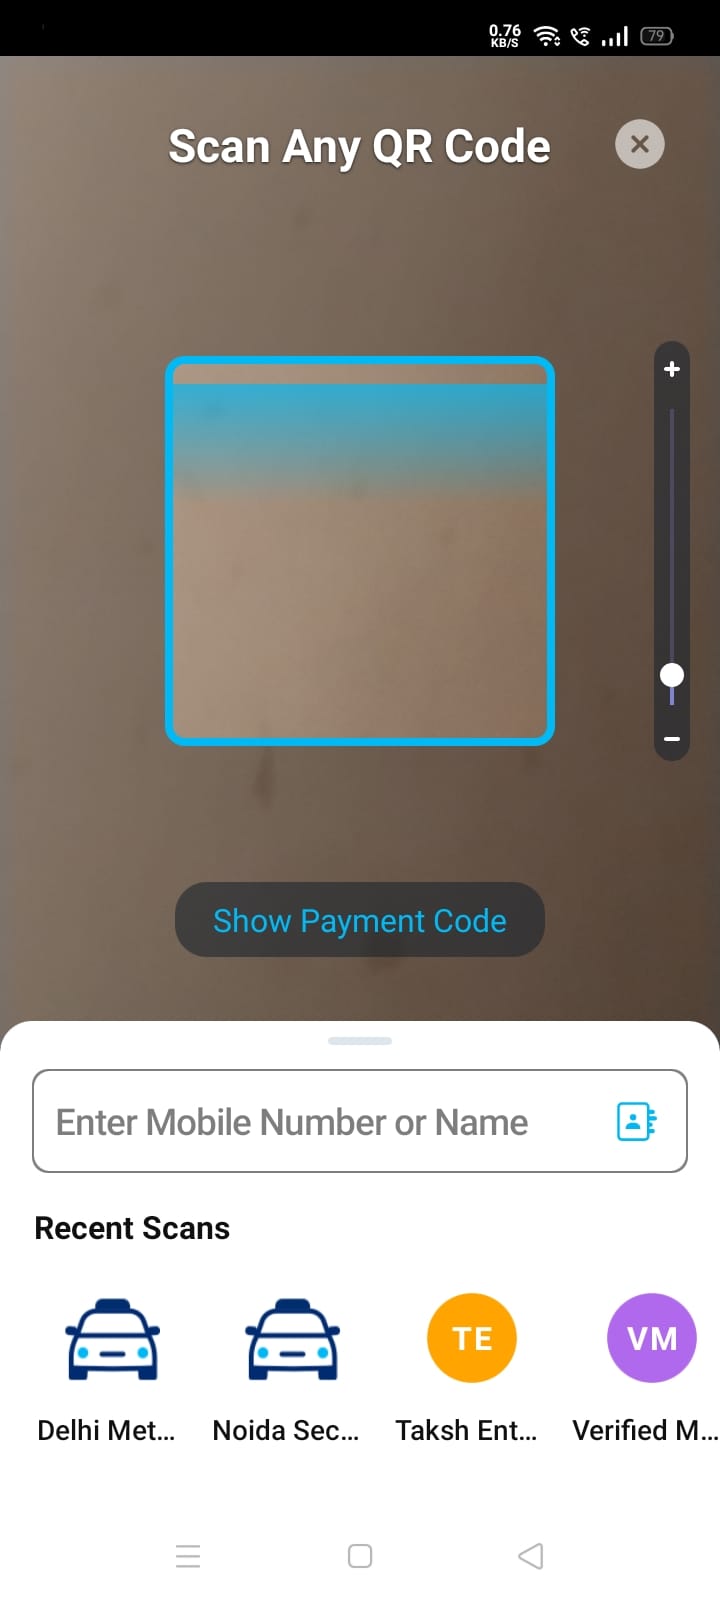 0.76
KB/S
79
Scan Any QR Code
Show Payment Code
Enter Mobile Number or Name
Recent Scans
TE
VM
Delhi Met...
Noida Sec...
Taksh Ent...
Verified M...